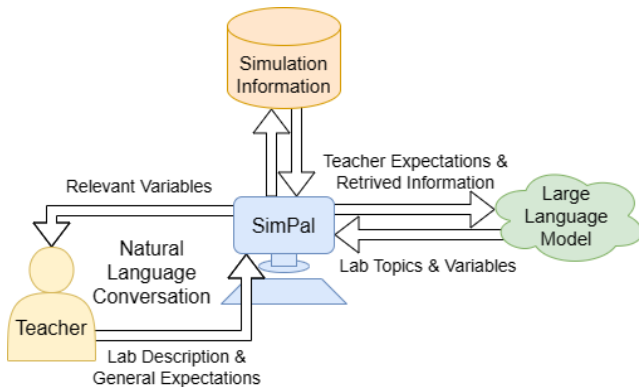 Simulation
Information
Teacher Expectations &
Retrived Information
Relevant Variables
SimPal
Large
Language
Model
Natural
Language
Conversation
Lab Topics & Variables
Teacher
Lab Description &
General Expectations